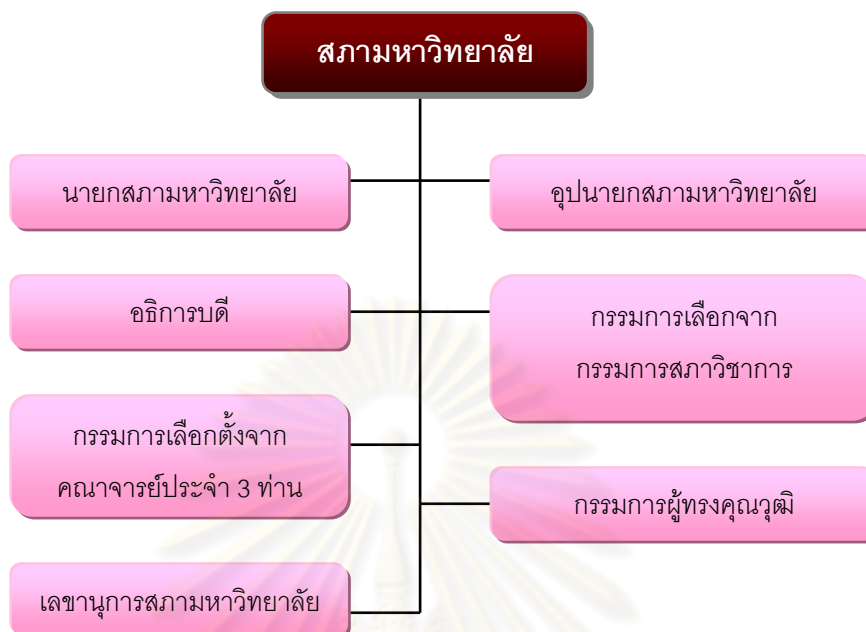 สภามหาวิทยาลัย
นายกสภามหาวิทยาลัย
อุปนายกสภามหาวิทยาลัย
อธิการบดี
กรรมการเลือกจาก
กรรมการสภาวิชาการ
กรรมการเลือกตั้งจาก
คณาจารย์ประจำ 3 ท่าน
กรรมการผู้ทรงคุณวุฒิ
เลขานุการสภามหาวิทยาลัย